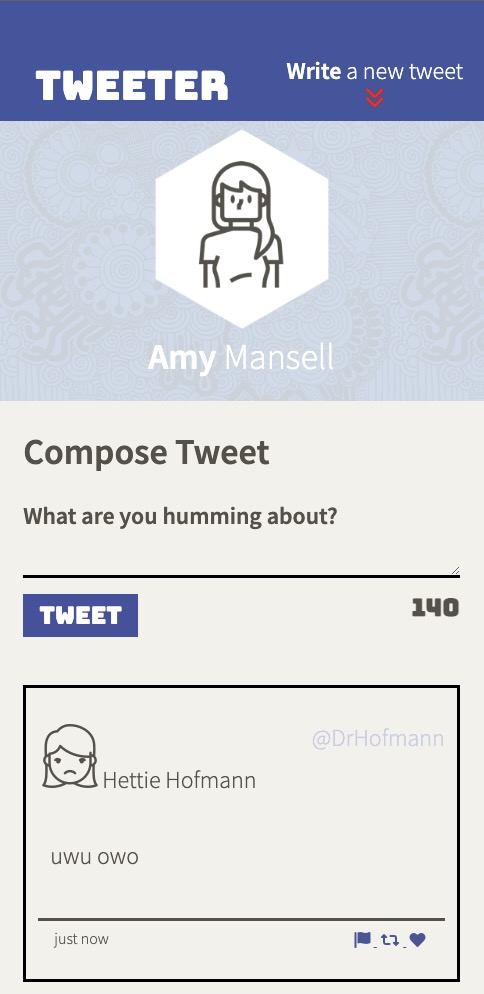 TWEETER
Write a new tweet
Amy Mansell
Compose Tweet
What are you humming about?
TWEET
140
@DrHofmann
Hettie Hofmann
uwu owo
just now